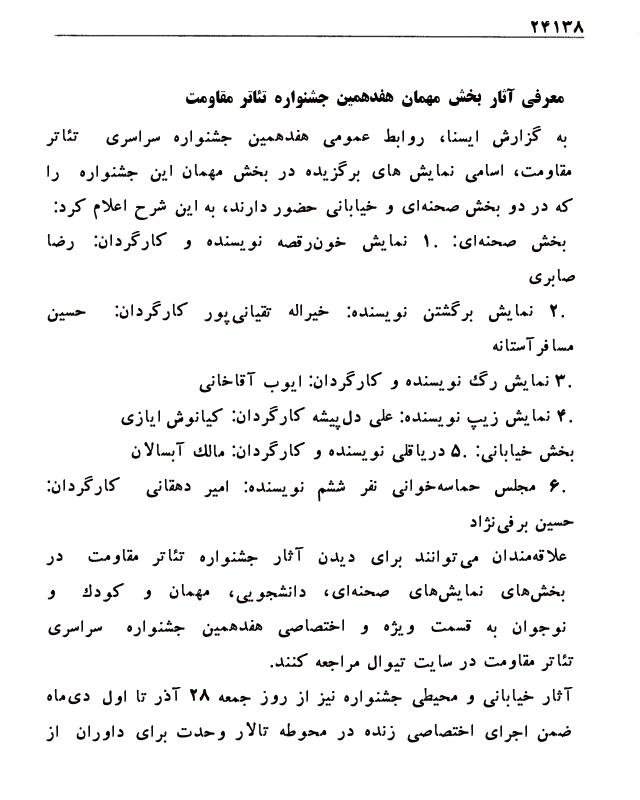 ۲۴۱۳۸
معرفی آثار بخش مهمان هفدهمین جشنواره تئاتر مقاومت
به گزارش ایسنا، روابط عمومی هفدهمین جشنواره سراسری تئاتر
مقاومت، اسامی نمایش های برگزیده در بخش مهمان این جشنواره را
که در دو بخش صحنه‌ای و خیابانی حضور دارند، به این شرح اعلام کرد:
بخش صحنه‌ای: .۱ نمایش خون‌رقصه نویسنده و کارگردان: رضا
صابری
.۲ نمایش برگشتن نویسنده: خیراله تقیانی‌پور کارگردان: حسین
مسافرآستانه
.۳ نمایش رگ نویسنده و کارگردان: ایوب آقاخانی
.۴ نمایش زیپ نویسنده: علی دل‌پیشه کارگردان: کیانوش ایازی
بخش خیابانی: .۵ دریاقلی نویسنده و کارگردان: مالك آبسالان
.۶ مجلس حماسه‌خوانی نفر ششم نویسنده: امیر دهقانی کارگردان:
حسین برفی‌نژاد
علاقه‌مندان می‌توانند برای دیدن آثار جشنواره تئاتر مقاومت در
بخش‌های نمایش‌های صحنه‌ای، دانشجویی، مهمان و کودك و
نوجوان به قسمت ویژه و اختصاصی هفدهمین جشنواره سراسری
تئاتر مقاومت در سایت تیوال مراجعه کنند.
آثار خیابانی و محیطی جشنواره نیز از روز جمعه ۲۸ آذر تا اول دی‌ماه
ضمن اجرای اختصاصی زنده در محوطه تالار وحدت برای داوران از